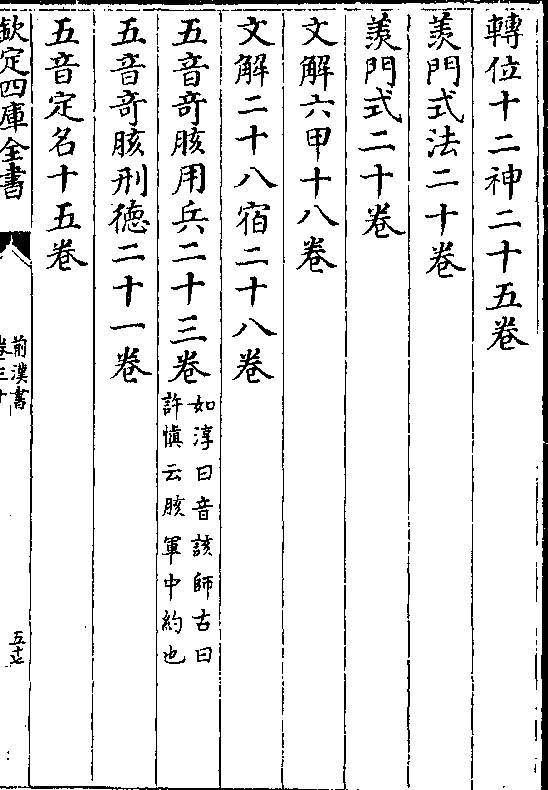 轉位十二神二十五卷
羨門式法二十卷
羨門式二十卷
文解六甲十八卷
文解二十八宿二十八卷
五音奇胲用兵二十三卷
如淳曰音該師古曰
許慎云胲軍中約也
五音奇胲刑德二十一卷
五音定名十五卷
欽定四庫全書
前漢書
卷三十